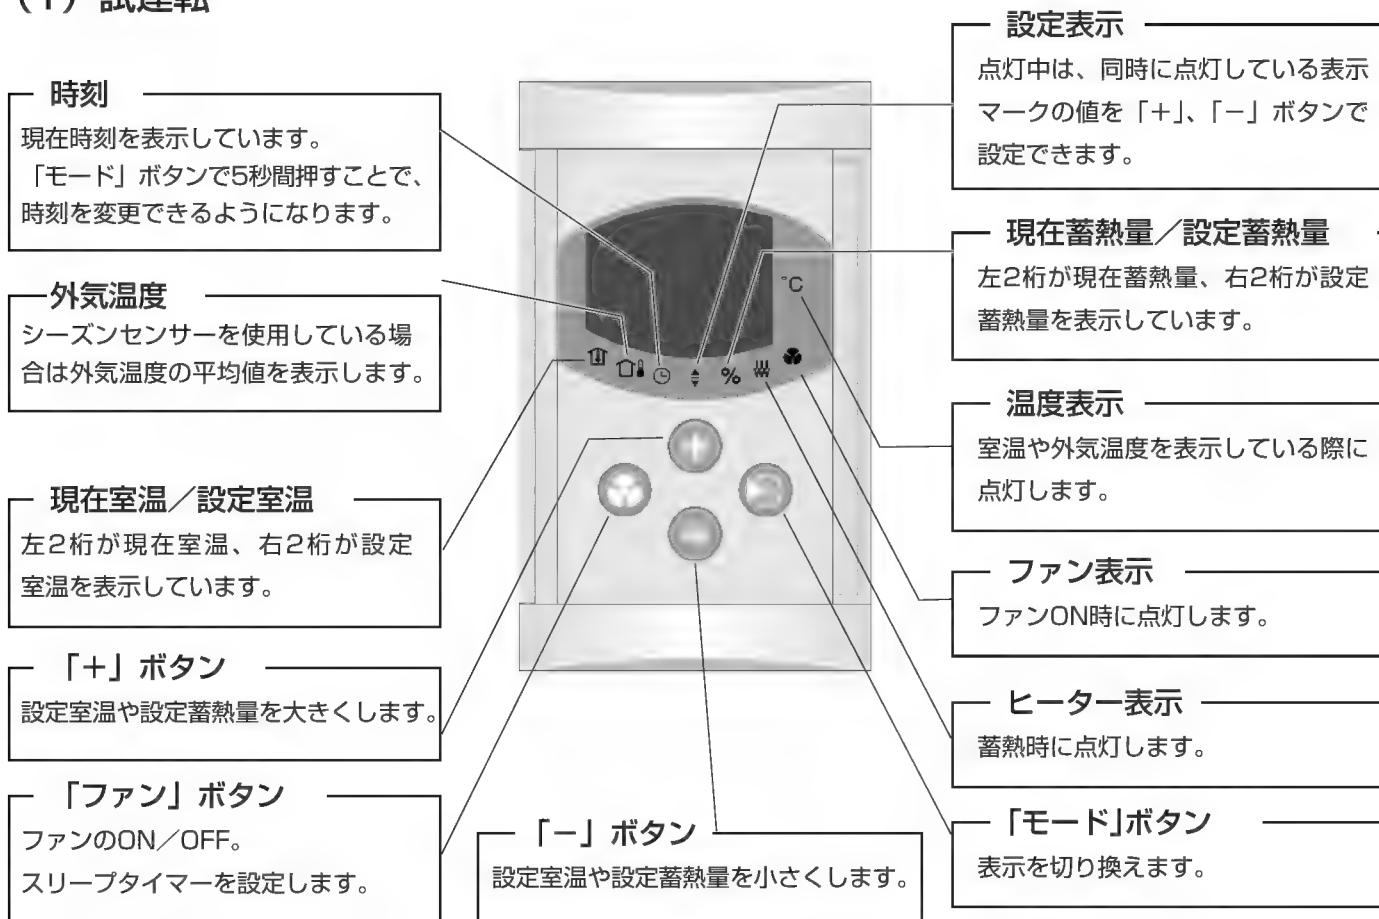 (1) 試運転
時刻
現在時刻を表示しています。
「モード」ボタンで5秒間押すことで、
時刻を変更できるようになります。
外気温度
シーズンセンサーを使用している場
合は外気温度の平均値を表示します。
現在室温／設定室温
左2桁が現在室温、右2桁が設定
室温を表示しています。
「＋」ボタン
設定室温や設定蓄熱量を大きくします。
「ファン」ボタン
ファンのON／OFF。
スリープタイマーを設定します。
°C
%
「－」ボタン
設定室温や設定蓄熱量を小さくします。
設定表示
点灯中は、同時に点灯している表示
マークの値を「＋」、「－」ボタンで
設定できます。
現在蓄熱量／設定蓄熱量
左2桁が現在蓄熱量、右2桁が設定
蓄熱量を表示しています。
温度表示
室温や外気温度を表示している際に
点灯します。
ファン表示
ファンON時に点灯します。
ヒーター表示
蓄熱時に点灯します。
「モード」ボタン
表示を切り換えます。